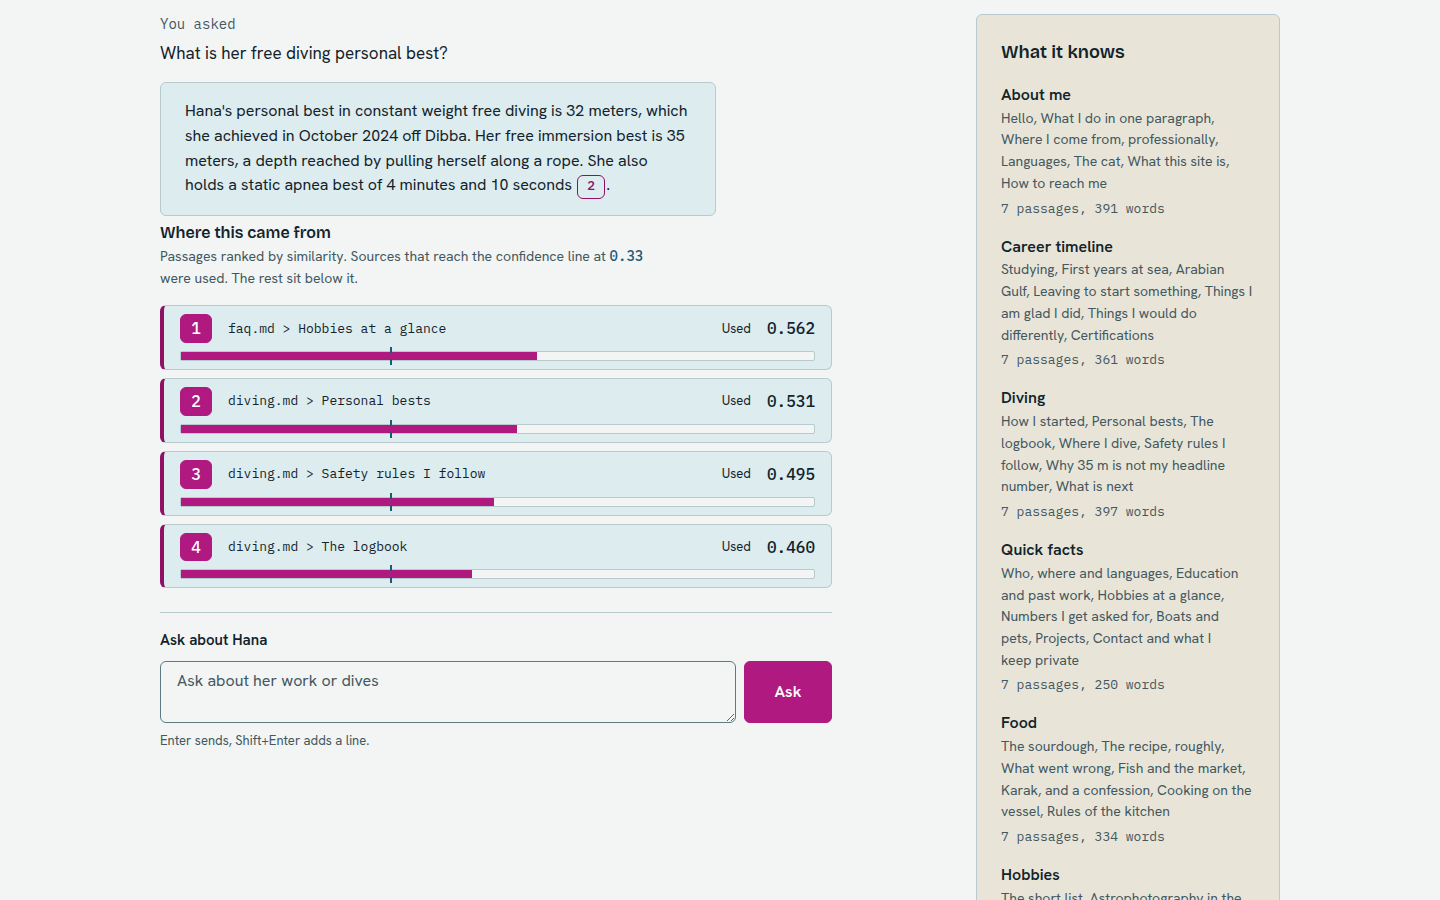 You asked
What is her free diving personal best?
Hana's personal best in constant weight free diving is 32 meters, which
she achieved in October 2024 off Dibba. Her free immersion best is 35
meters, a depth reached by pulling herself along a rope. She also
holds a static apnea best of 4 minutes and 10 seconds 2.
Where this came from
Passages ranked by similarity. Sources that reach the confidence line at 0.33
were used. The rest sit below it.
1 faq.md > Hobbies at a glance Used 0.562
2 diving.md > Personal bests Used 0.531
3 diving.md > Safety rules I follow Used 0.495
4 diving.md > The logbook Used 0.460
Ask about Hana
Ask about her work or dives
Ask
Enter sends, Shift+Enter adds a line.
What it knows
About me
Hello, What I do in one paragraph,
Where I come from, professionally,
Languages, The cat, What this site is,
How to reach me
7 passages, 391 words
Career timeline
Studying, First years at sea, Arabian
Gulf, Leaving to start something, Things I
am glad I did, Things I would do
differently, Certifications
7 passages, 361 words
Diving
How I started, Personal bests, The
logbook, Where I dive, Safety rules I
follow, Why 35 m is not my headline
number, What is next
7 passages, 397 words
Quick facts
Who, where and languages, Education
and past work, Hobbies at a glance,
Numbers I get asked for, Boats and
pets, Projects, Contact and what I
keep private
7 passages, 250 words
Food
The sourdough, The recipe, roughly,
What went wrong, Fish and the market,
Karak, and a confession, Cooking on the
vessel, Rules of the kitchen
7 passages, 334 words
Hobbies
The short list, Astrophotography in the